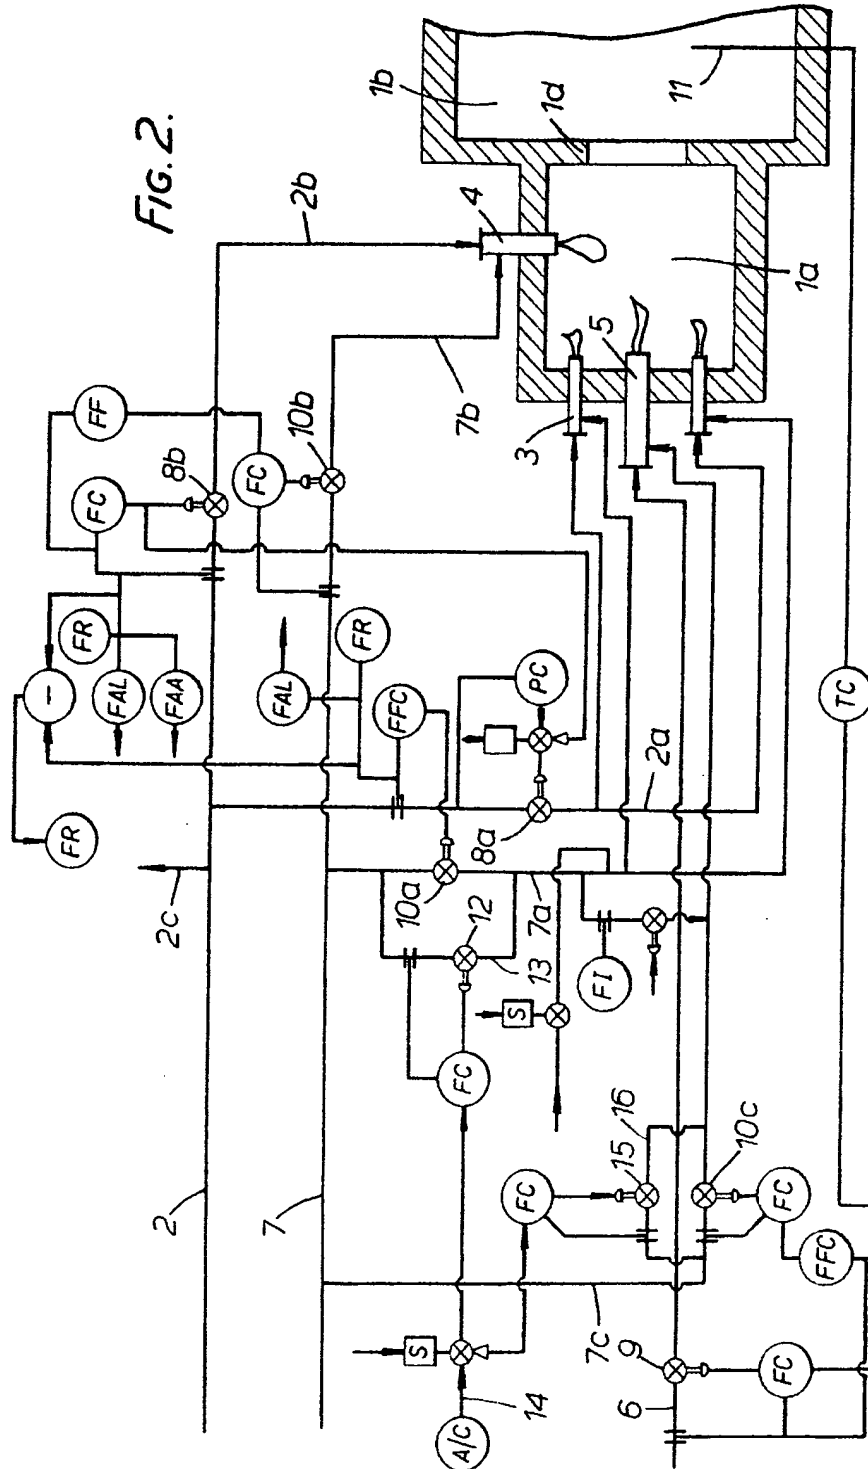 FIG. 2.
1b
1d
11
2b
4
1a
5
3
7b
FF
FC
8b
FC
10b
FR
–
FAL
FAA
FAL
FR
FFC
PC
FR
2c
2a
8a
10a
7a
12
13
FI
S
FC
TC
2
7
16
15
10c
FC
FC
FFC
7c
S
9
FC
14
6
A/C